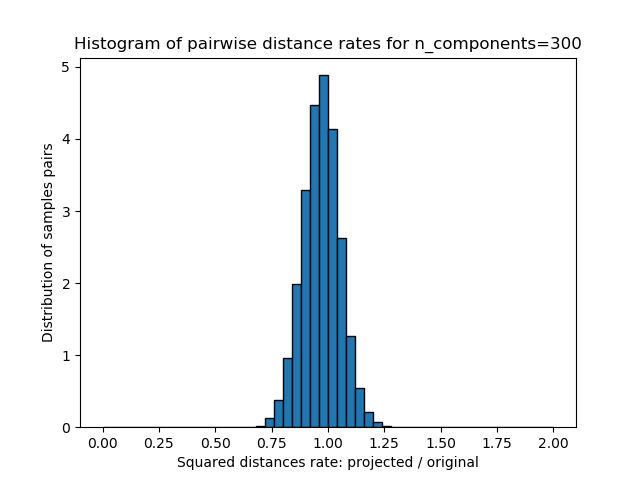 Histogram of pairwise distance rates for n_components=300
Distribution of samples pairs
5
4
3
2
1
0
0.00 0.25 0.50 0.75 1.00 1.25 1.50 1.75 2.00
Squared distances rate: projected / original